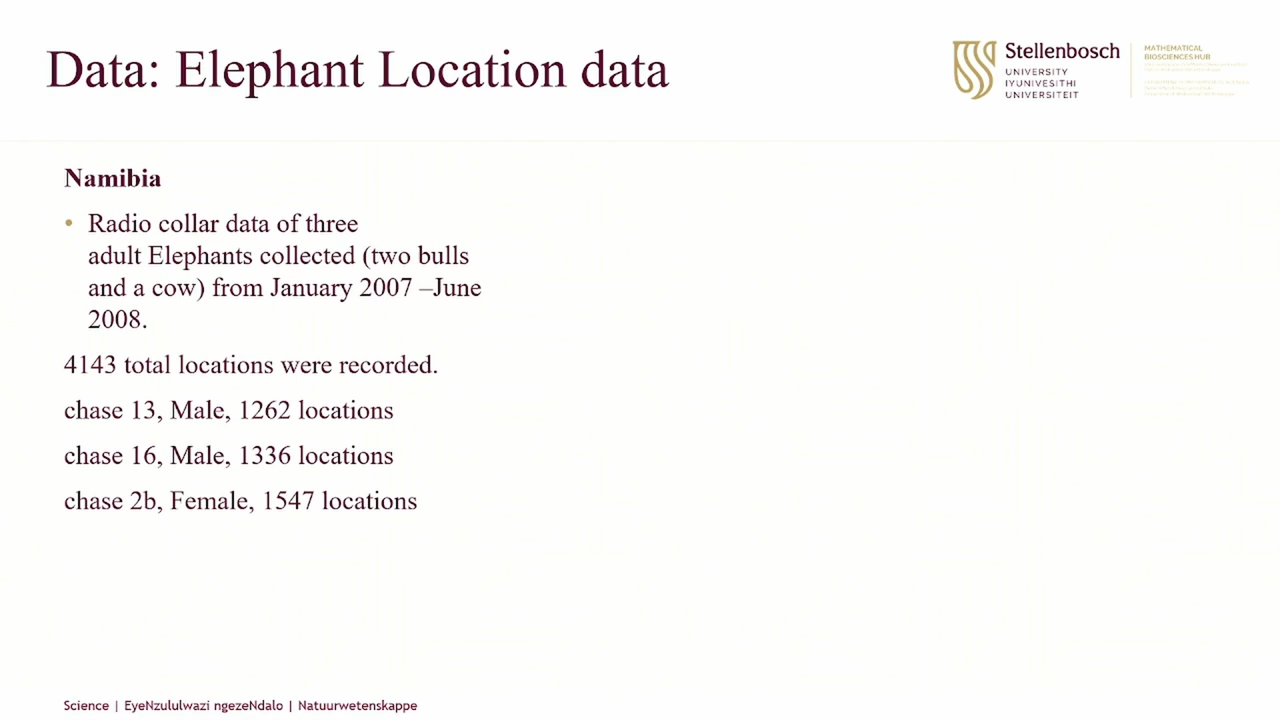 Data: Elephant Location data
Stellenbosch
UNIVERSITY
IYUNIVESITHI
UNIVERSITEIT
MATHEMATICAL
BIOSCIENCES HUB
Namibia
• Radio collar data of three
adult Elephants collected (two bulls
and a cow) from January 2007 –June
2008.
4143 total locations were recorded.
chase 13, Male, 1262 locations
chase 16, Male, 1336 locations
chase 2b, Female, 1547 locations
Science | EyeNzululwazi ngezeNdalo | Natuurwetenskappe